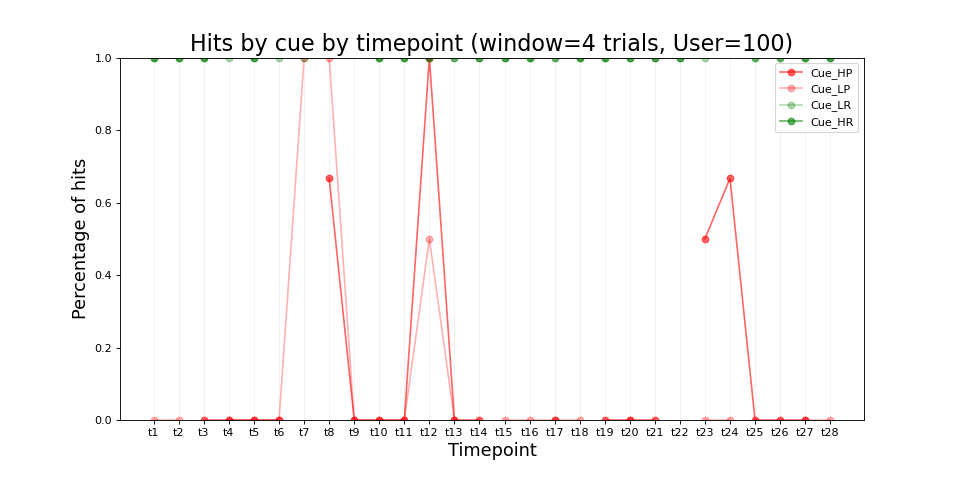 Hits by cue by timepoint (window=4 trials, User=100)
Percentage of hits
1.0
0.8
0.6
0.4
0.2
0.0
Cue_HP
Cue_LP
Cue_LR
Cue_HR
t1 t2 t3 t4 t5 t6 t7 t8 t9 t10 t11 t12 t13 t14 t15 t16 t17 t18 t19 t20 t21 t22 t23 t24 t25 t26 t27 t28
Timepoint